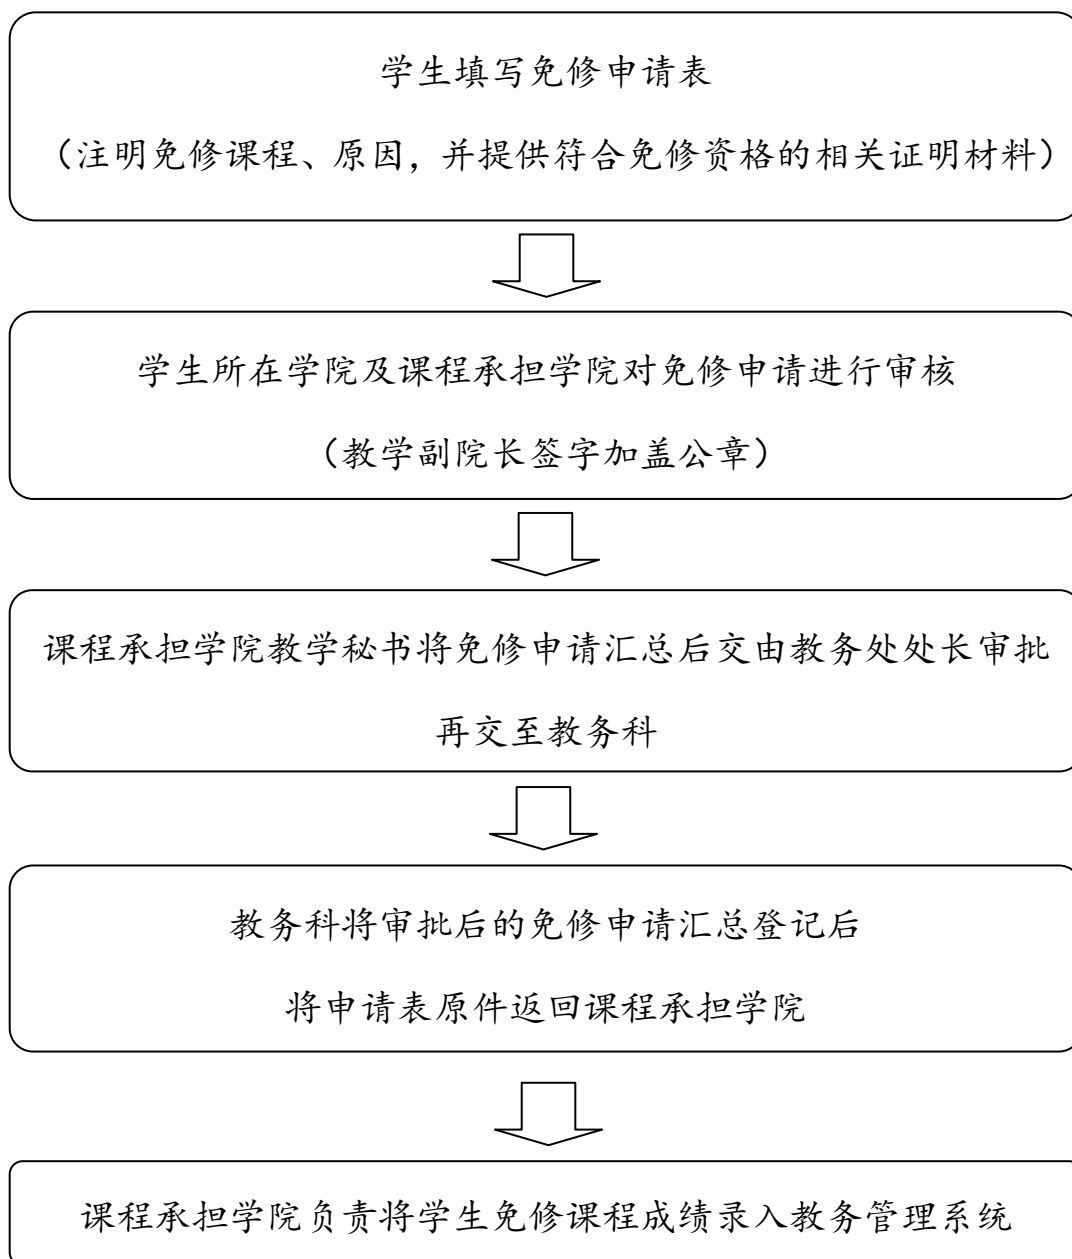 学生填写免修申请表
（注明免修课程、原因，并提供符合免修资格的相关证明材料）
学生所在学院及课程承担学院对免修申请进行审核
（教学副院长签字加盖公章）
课程承担学院教学秘书将免修申请汇总后交由教务处处长审批
再交至教务科
教务科将审批后的免修申请汇总登记后
将申请表原件返回课程承担学院
课程承担学院负责将学生免修课程成绩录入教务管理系统